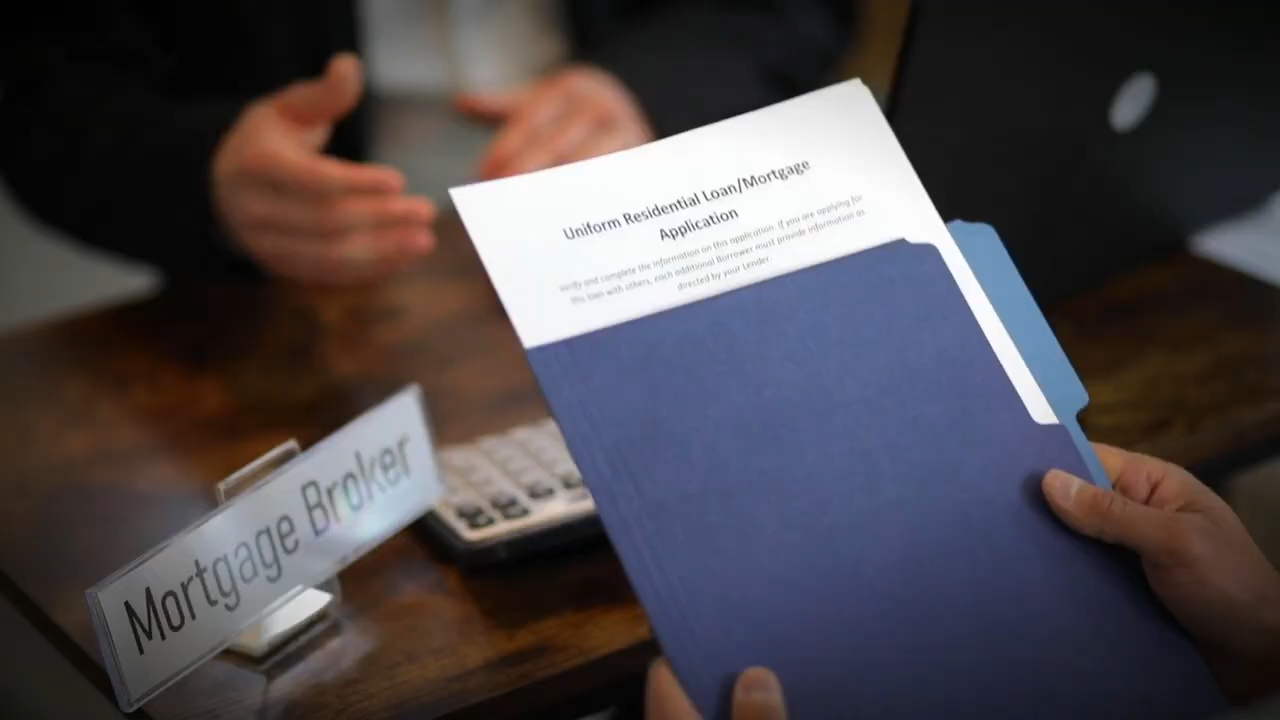 Uniform Residential Loan/Mortgage
Application
Verify and complete the information on this application. If you are applying for
this loan with others, each additional Borrower must provide information as
directed by your Lender.
Mortgage Broker